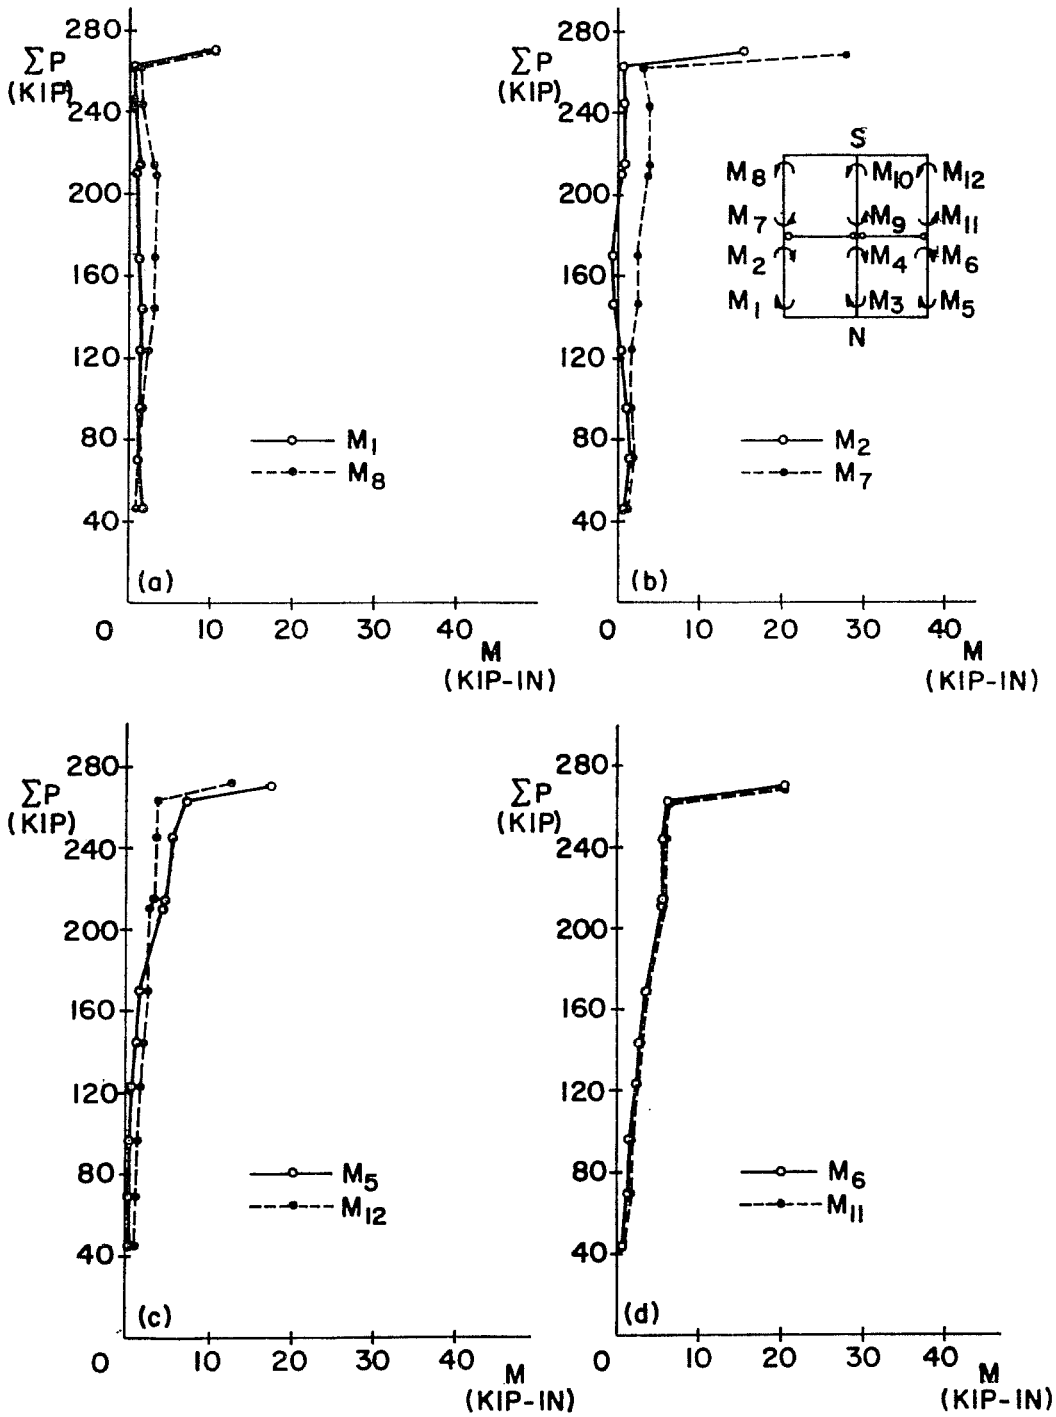 280
ΣP
(KIP)
240
200
160
120
80
40
M1
M8
(a)
0 10 20 30 40
M
(KIP-IN)
280
ΣP
(KIP)
240
200
160
120
80
40
S
M8 M10 M12
M7 M9 M11
M2 M4 M6
M1 M3 M5
N
M2
M7
(b)
0 10 20 30 40
M
(KIP-IN)
280
ΣP
(KIP)
240
200
160
120
80
40
M5
M12
(c)
0 10 20 30 40
M
(KIP-IN)
280
ΣP
(KIP)
240
200
160
120
80
40
M6
M11
(d)
0 10 20 30 40
M
(KIP-IN)